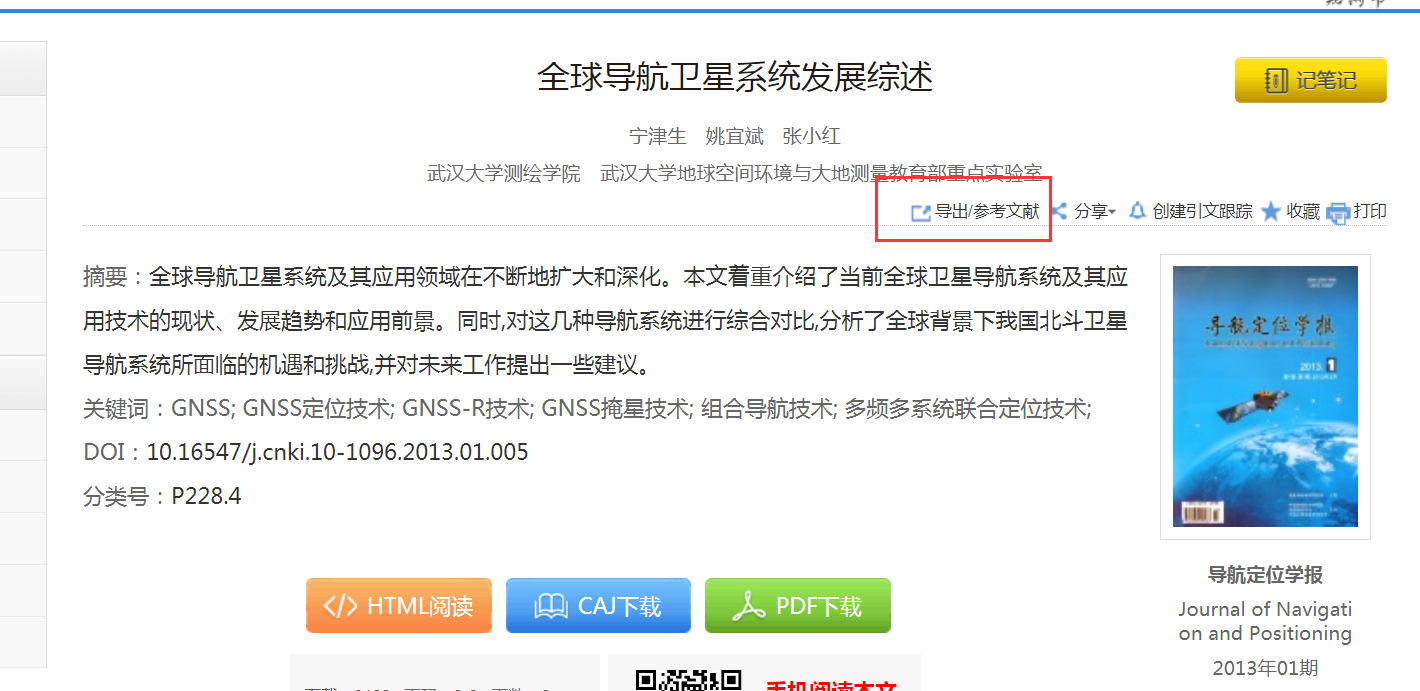 全球导航卫星系统发展综述
记笔记
宁津生 姚宜斌 张小红
武汉大学测绘学院 武汉大学地球空间环境与大地测量教育部重点实验室
导出/参考文献 分享 创建引文跟踪 收藏 打印
摘要：全球导航卫星系统及其应用领域在不断地扩大和深化。本文着重介绍了当前全球卫星导航系统及其应
用技术的现状、发展趋势和应用前景。同时,对这几种导航系统进行综合对比,分析了全球背景下我国北斗卫星
导航系统所面临的机遇和挑战,并对未来工作提出一些建议。
关键词：GNSS; GNSS定位技术; GNSS-R技术; GNSS掩星技术; 组合导航技术; 多频多系统联合定位技术;
DOI：10.16547/j.cnki.10-1096.2013.01.005
分类号：P228.4
导航定位学报
2013. 1
HTML阅读 CAJ下载 PDF下载
导航定位学报
Journal of Navigati
on and Positioning
2013年01期
手机阅读本文